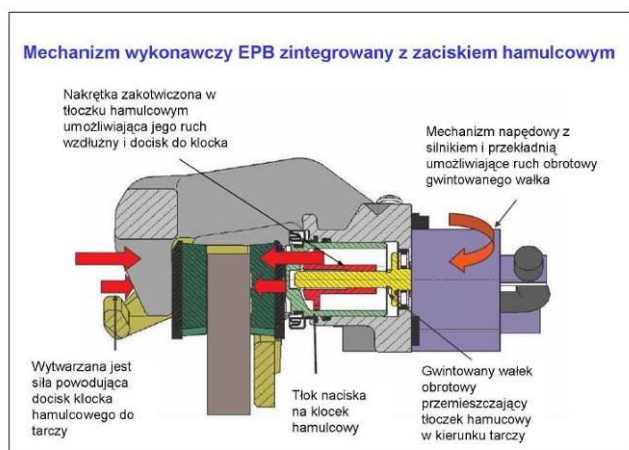 Mechanizm wykonawczy EPB zintegrowany z zaciskiem hamulcowym
Nakrętka zakotwiczona w
tłoczku hamulcowym
umożliwiająca jego ruch
wzdłużny i docisk do klocka
Mechanizm napędowy z
silnikiem i przekładnią
umożliwiające ruch obrotowy
gwintowanego wałka
Wytwarzana jest
siła powodująca
docisk klocka
hamulcowego do
tarczy
Tłok naciska
na klocek
hamulcowy
Gwintowany wałek
obrotowy
przemieszczający
tłoczek hamucowy
w kierunku tarczy